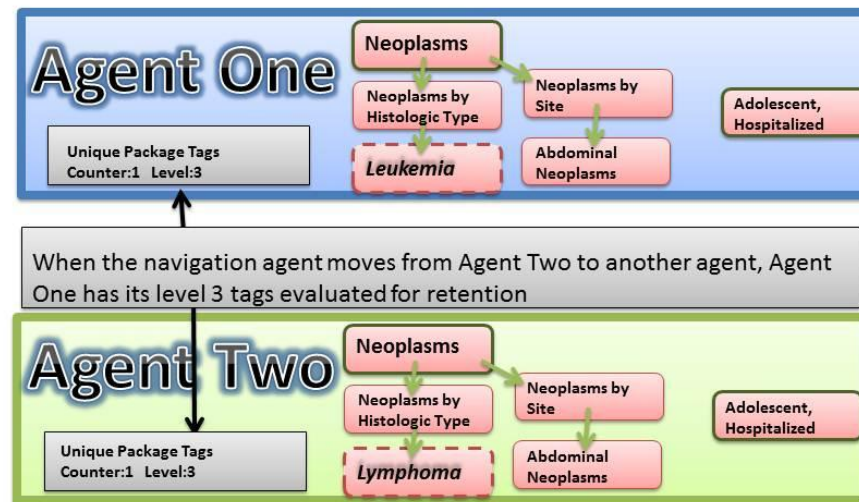 Agent One
Neoplasms
Neoplasms by
Histologic Type
Leukemia
Neoplasms by
Site
Abdominal
Neoplasms
Adolescent,
Hospitalized
Unique Package Tags
Counter:1 Level:3
When the navigation agent moves from Agent Two to another agent, Agent
One has its level 3 tags evaluated for retention
Agent Two
Neoplasms
Neoplasms by
Histologic Type
Lymphoma
Neoplasms by
Site
Abdominal
Neoplasms
Adolescent,
Hospitalized
Unique Package Tags
Counter:1 Level:3